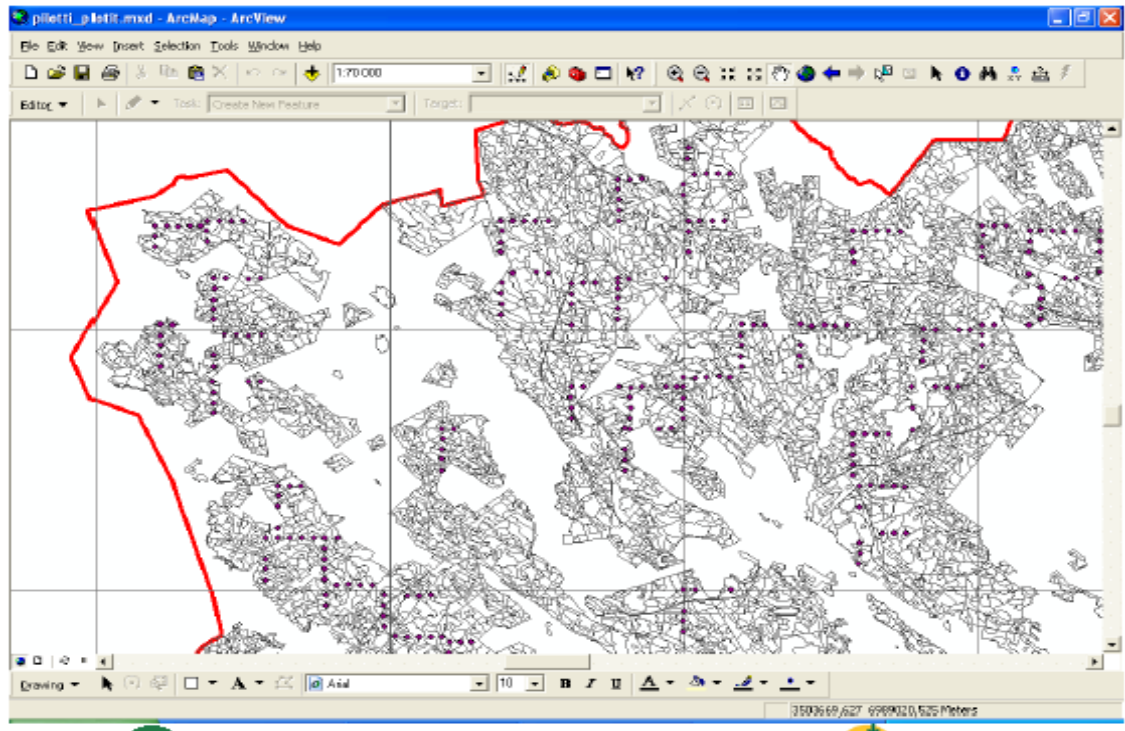 pilotti_plotit.mxd - ArcMap - ArcView
File Edit View Insert Selection Tools Window Help
1:70 000
Editor Task: Create New Feature Target:
Drawing A Arial 10 B I U A
3503669,627 6989020,525 Meters